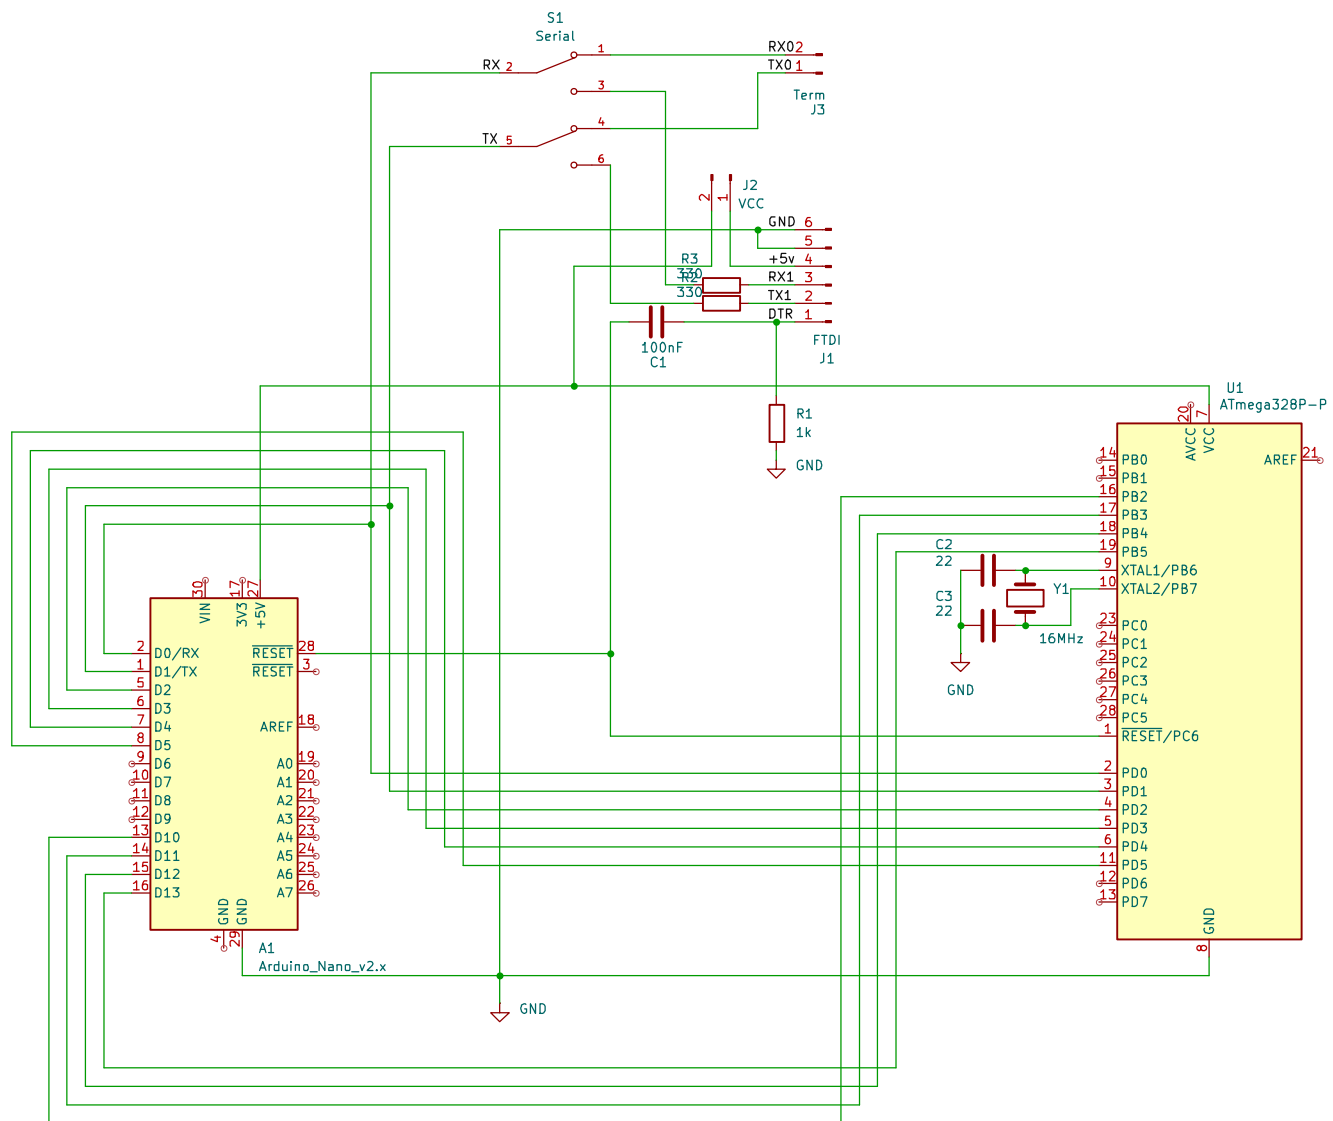 S1
Serial
RX 2
1
3
TX 5
4
6
RX0 2
TX0 1
Term
J3
2
1
J2
VCC
GND 6
5
+5v 4
RX1 3
TX1 2
DTR 1
FTDI
J1
R3
330
R2
330
100nF
C1
R1
1k
GND
U1
ATmega328P-P
20 AVCC
7 VCC
21 AREF
14 PB0
15 PB1
16 PB2
17 PB3
18 PB4
19 PB5
9 XTAL1/PB6
10 XTAL2/PB7
23 PC0
24 PC1
25 PC2
26 PC3
27 PC4
28 PC5
1 RESET/PC6
2 PD0
3 PD1
4 PD2
5 PD3
6 PD4
11 PD5
12 PD6
13 PD7
GND
8
C2
22
C3
22
Y1
16MHz
GND
30 VIN
17 3V3
27 +5V
2 D0/RX
1 D1/TX
5 D2
6 D3
7 D4
8 D5
9 D6
10 D7
11 D8
12 D9
13 D10
14 D11
15 D12
16 D13
RESET 28
RESET 3
AREF 18
A0 19
A1 20
A2 21
A3 22
A4 23
A5 24
A6 25
A7 26
GND 4
GND 29
A1
Arduino_Nano_v2.x
GND